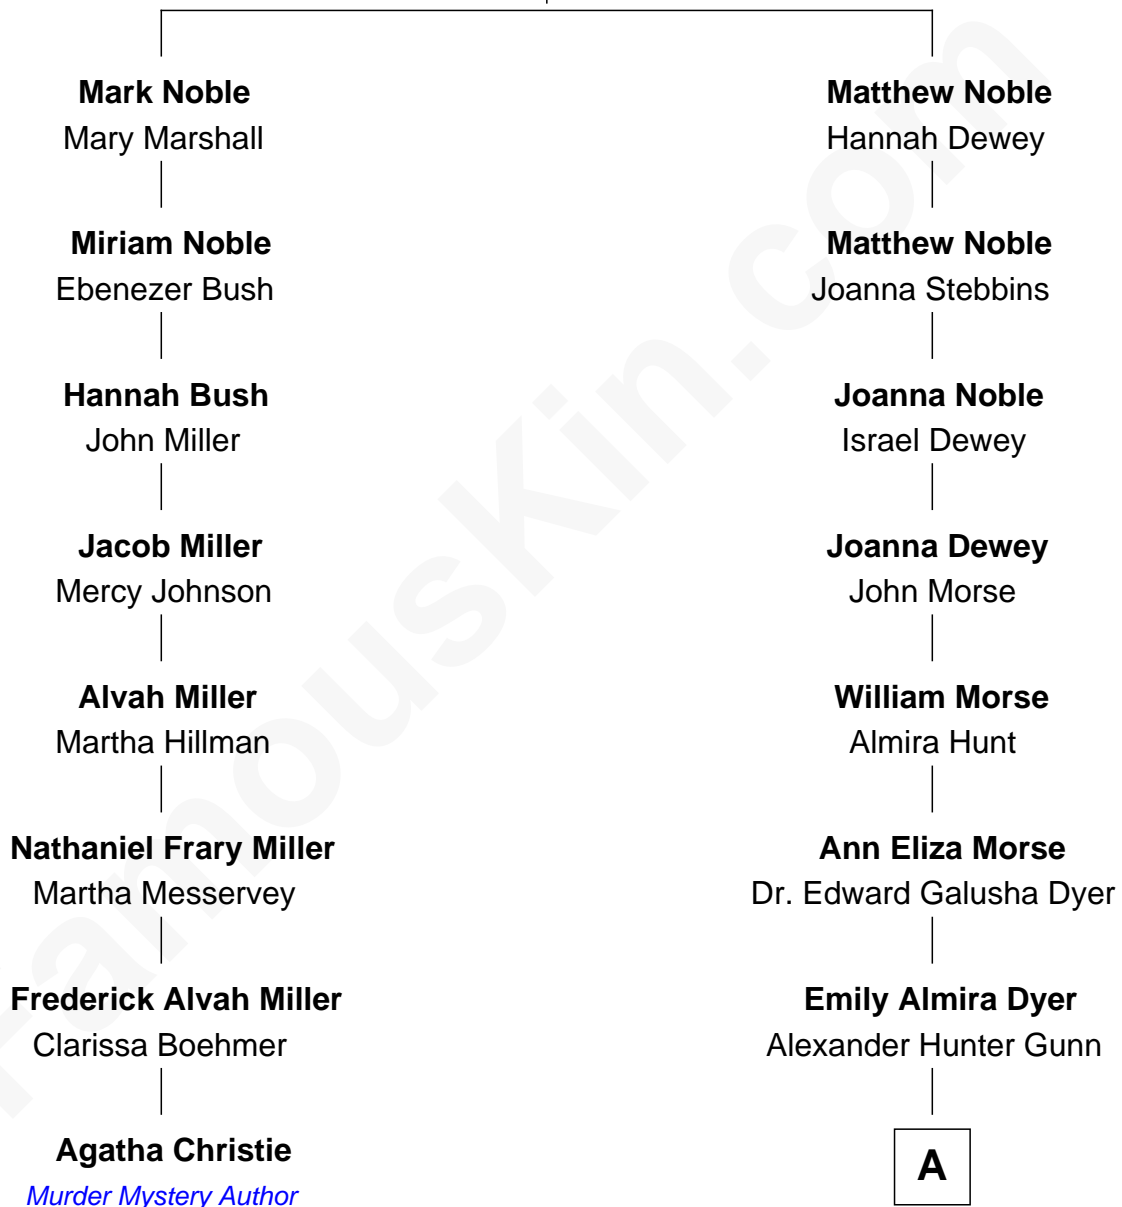 Mark Noble
Mary Marshall
Miriam Noble
Ebenezer Bush
Hannah Bush
John Miller
Jacob Miller
Mercy Johnson
Alvah Miller
Martha Hillman
Nathaniel Frary Miller
Martha Messervey
Frederick Alvah Miller
Clarissa Boehmer
Agatha Christie
Murder Mystery Author
Matthew Noble
Hannah Dewey
Matthew Noble
Joanna Stebbins
Joanna Noble
Israel Dewey
Joanna Dewey
John Morse
William Morse
Almira Hunt
Ann Eliza Morse
Dr. Edward Galusha Dyer
Emily Almira Dyer
Alexander Hunter Gunn
A
FamousKin.com